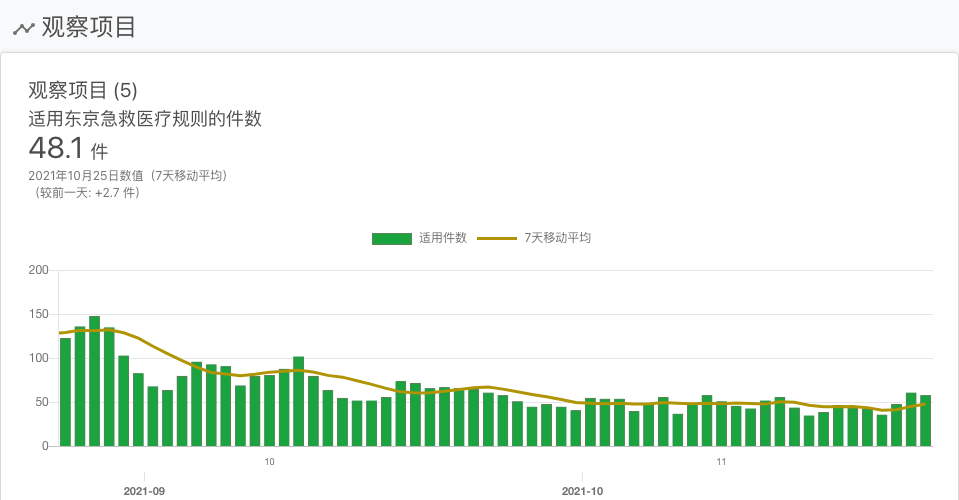 观察项目
观察项目 (5)
适用东京急救医疗规则的件数
48.1 件
2021年10月25日数值（7天移动平均）
（较前一天: +2.7 件）
适用件数 7天移动平均
200
150
100
50
0
10 11
2021-09 2021-10